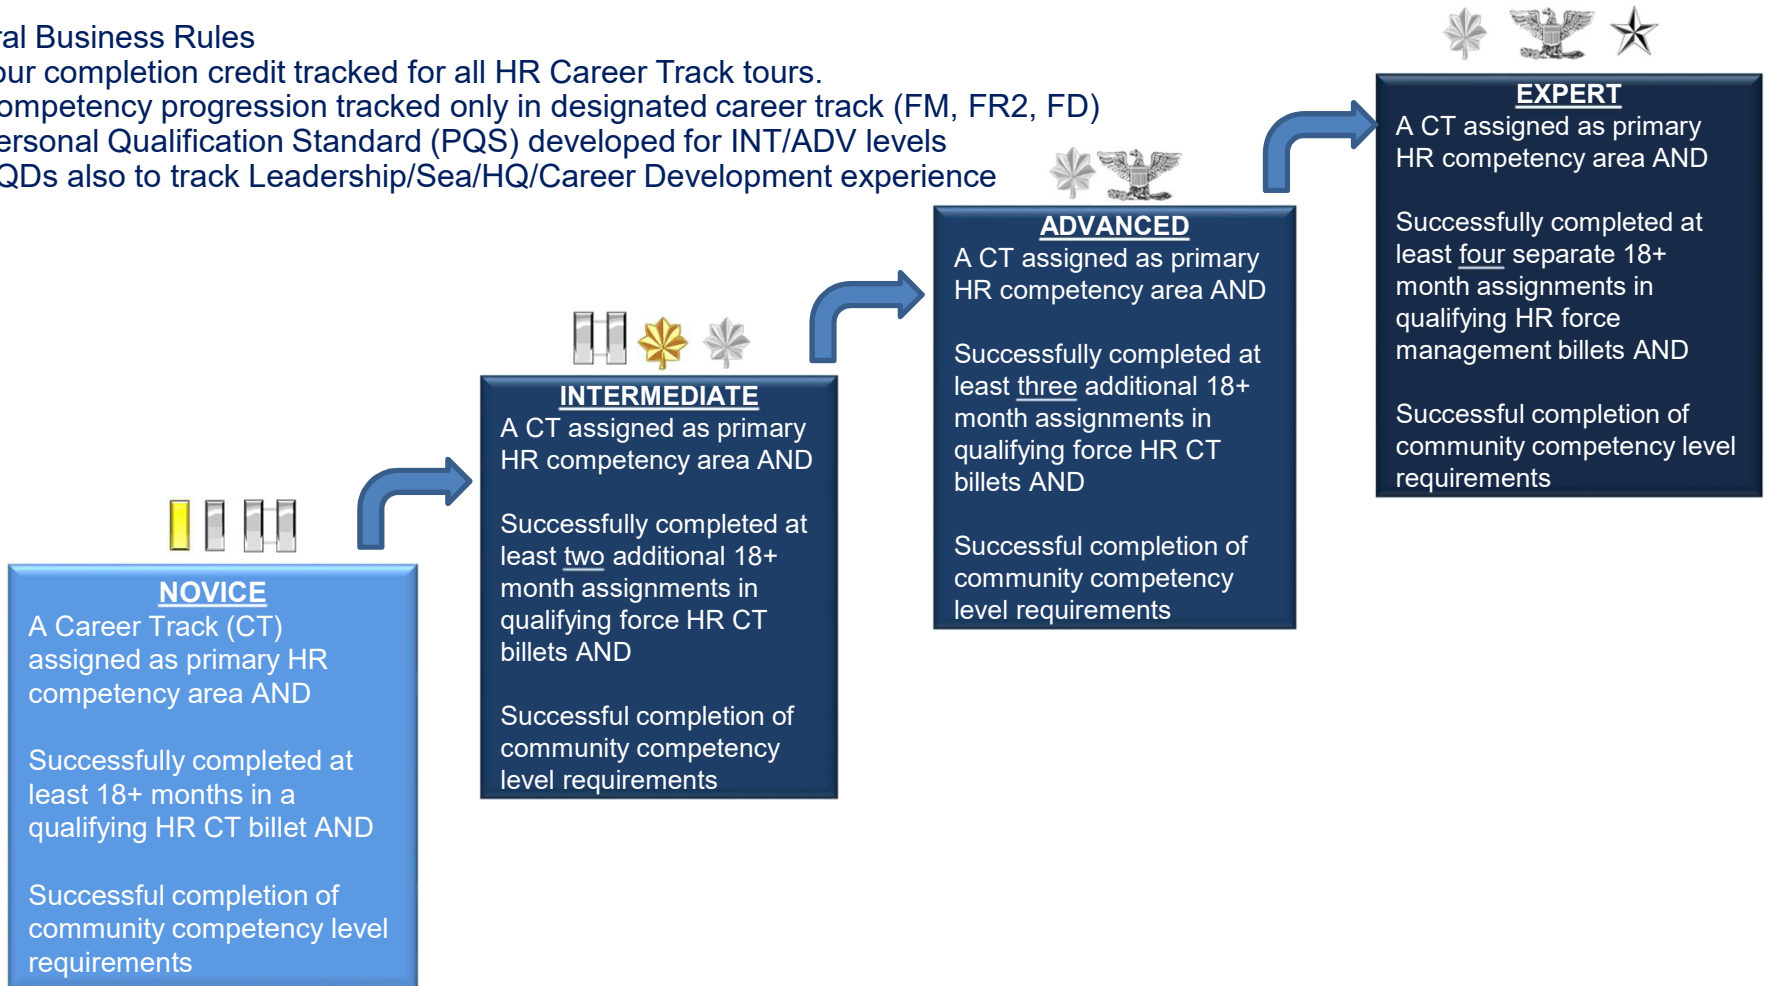 ral Business Rules
our completion credit tracked for all HR Career Track tours.
ompetency progression tracked only in designated career track (FM, FR2, FD)
ersonal Qualification Standard (PQS) developed for INT/ADV levels
QDs also to track Leadership/Sea/HQ/Career Development experience
NOVICE
A Career Track (CT)
assigned as primary HR
competency area AND
Successfully completed at
least 18+ months in a
qualifying HR CT billet AND
Successful completion of
community competency level
requirements
INTERMEDIATE
A CT assigned as primary
HR competency area AND
Successfully completed at
least two additional 18+
month assignments in
qualifying force HR CT
billets AND
Successful completion of
community competency
level requirements
ADVANCED
A CT assigned as primary
HR competency area AND
Successfully completed at
least three additional 18+
month assignments in
qualifying force HR CT
billets AND
Successful completion of
community competency
level requirements
EXPERT
A CT assigned as primary
HR competency area AND
Successfully completed at
least four separate 18+
month assignments in
qualifying HR force
management billets AND
Successful completion of
community competency level
requirements